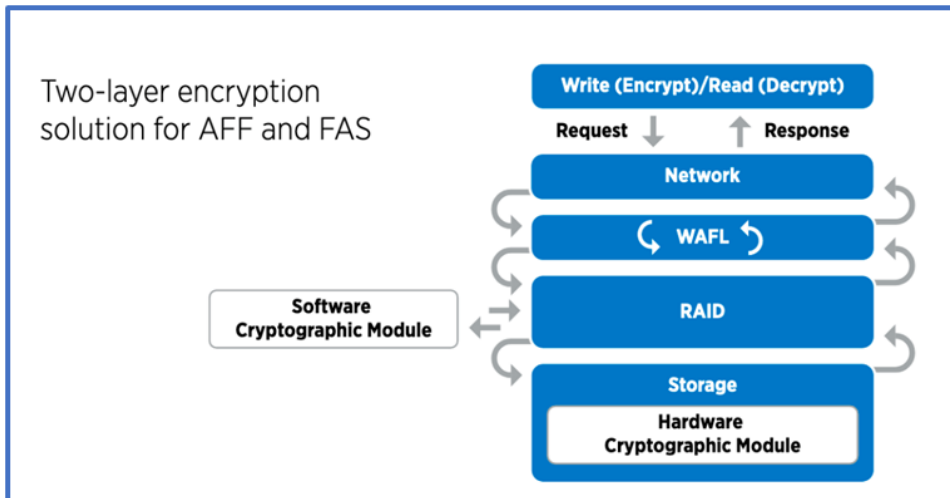 Two-layer encryption
solution for AFF and FAS
Write (Encrypt)/Read (Decrypt)
Request
Response
Network
WAFL
RAID
Software
Cryptographic Module
Storage
Hardware
Cryptographic Module